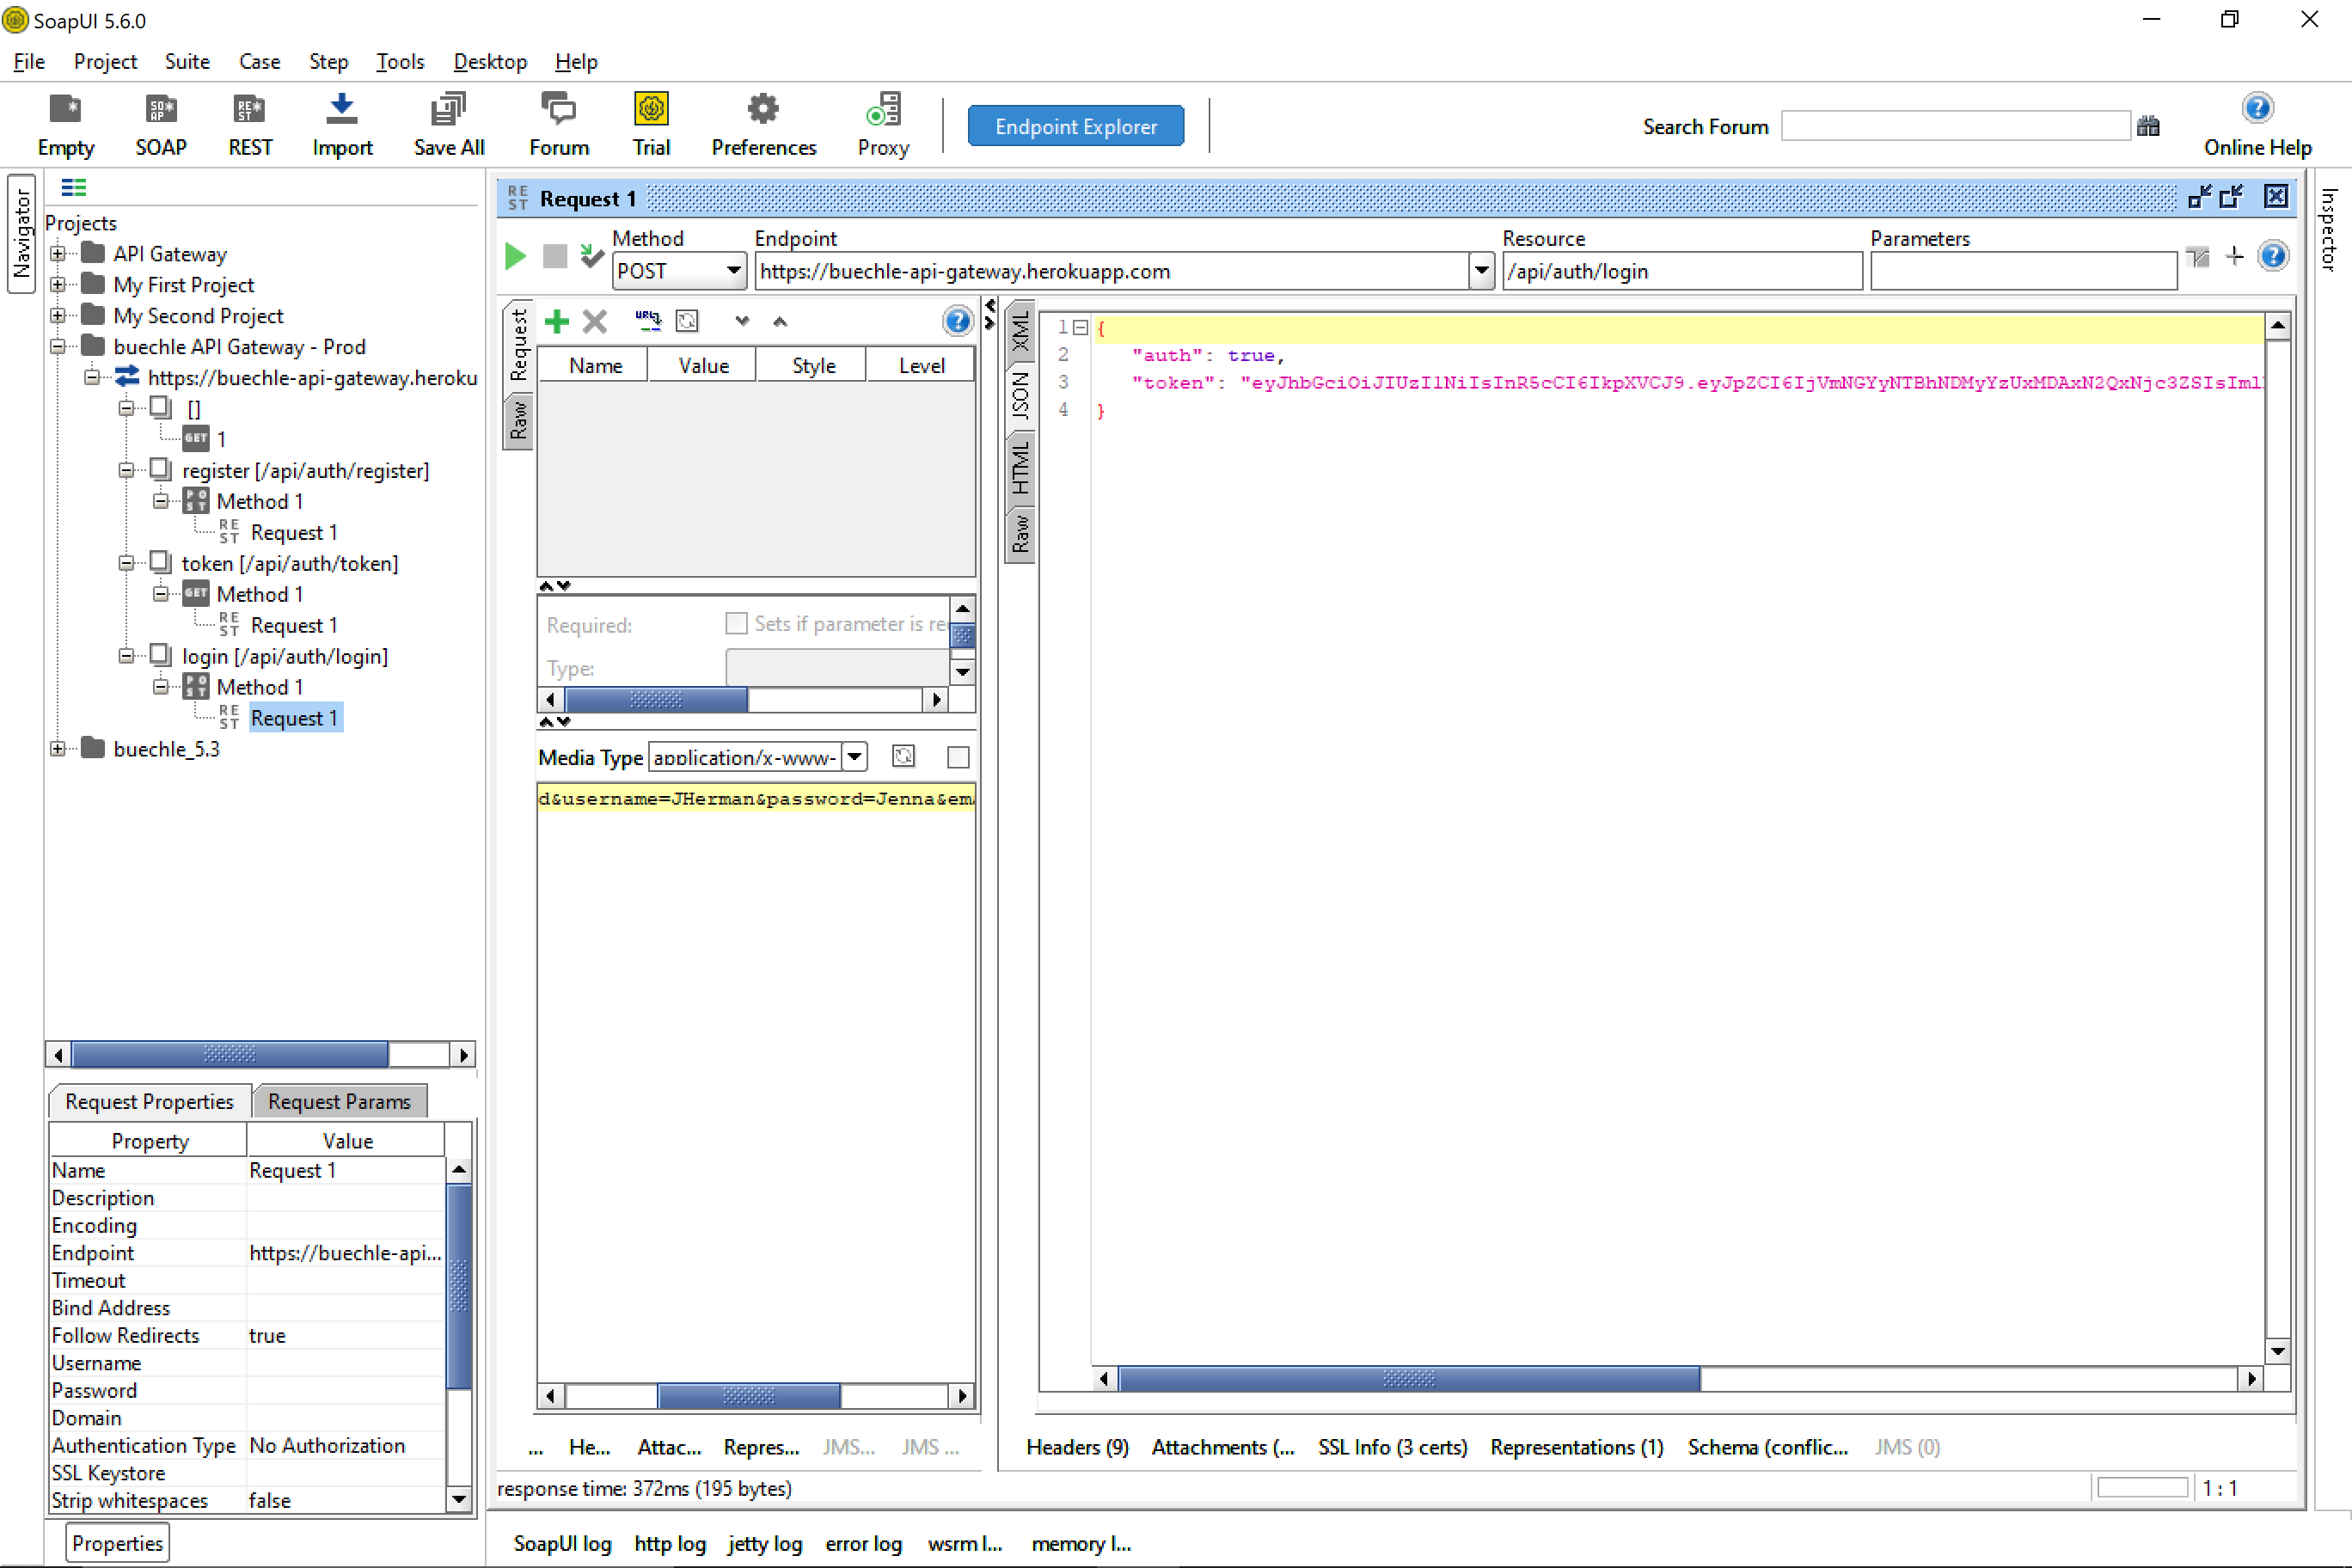 SoapUI 5.6.0
File Project Suite Case Step Tools Desktop Help
Empty SOAP REST Import Save All Forum Trial Preferences Proxy Endpoint Explorer Search Forum Online Help
Navigator
Projects
API Gateway
My First Project
My Second Project
buechle API Gateway - Prod
https://buechle-api-gateway.heroku
[]
GET 1
register [/api/auth/register]
POST Method 1
REST Request 1
token [/api/auth/token]
GET Method 1
REST Request 1
login [/api/auth/login]
POST Method 1
REST Request 1
buechle_5.3
Request Properties Request Params
Property Value
Name Request 1
Description
Encoding
Endpoint https://buechle-api...
Timeout
Bind Address
Follow Redirects true
Username
Password
Domain
Authentication Type No Authorization
SSL Keystore
Strip whitespaces false
Properties
REST Request 1
Method Endpoint Resource Parameters
POST https://buechle-api-gateway.herokuapp.com /api/auth/login
Request
Raw
Name Value Style Level
Required: Sets if parameter is re
Type:
Media Type application/x-www-
d&username=JHerman&password=Jenna&ema
... He... Attac... Repres... JMS... JMS ...
XML
JSON
HTML
Raw
1 {
2 "auth": true,
3 "token": "eyJhbGciOiJIUzI1NiIsInR5cCI6IkpXVCJ9.eyJpZCI6IjVmNGYyNTBhNDMyYzUxMDAxN2QxNjc3ZSIsIml
4 }
Headers (9) Attachments (... SSL Info (3 certs) Representations (1) Schema (conflic... JMS (0)
response time: 372ms (195 bytes) 1 : 1
SoapUI log http log jetty log error log wsrm l... memory l...
Inspector